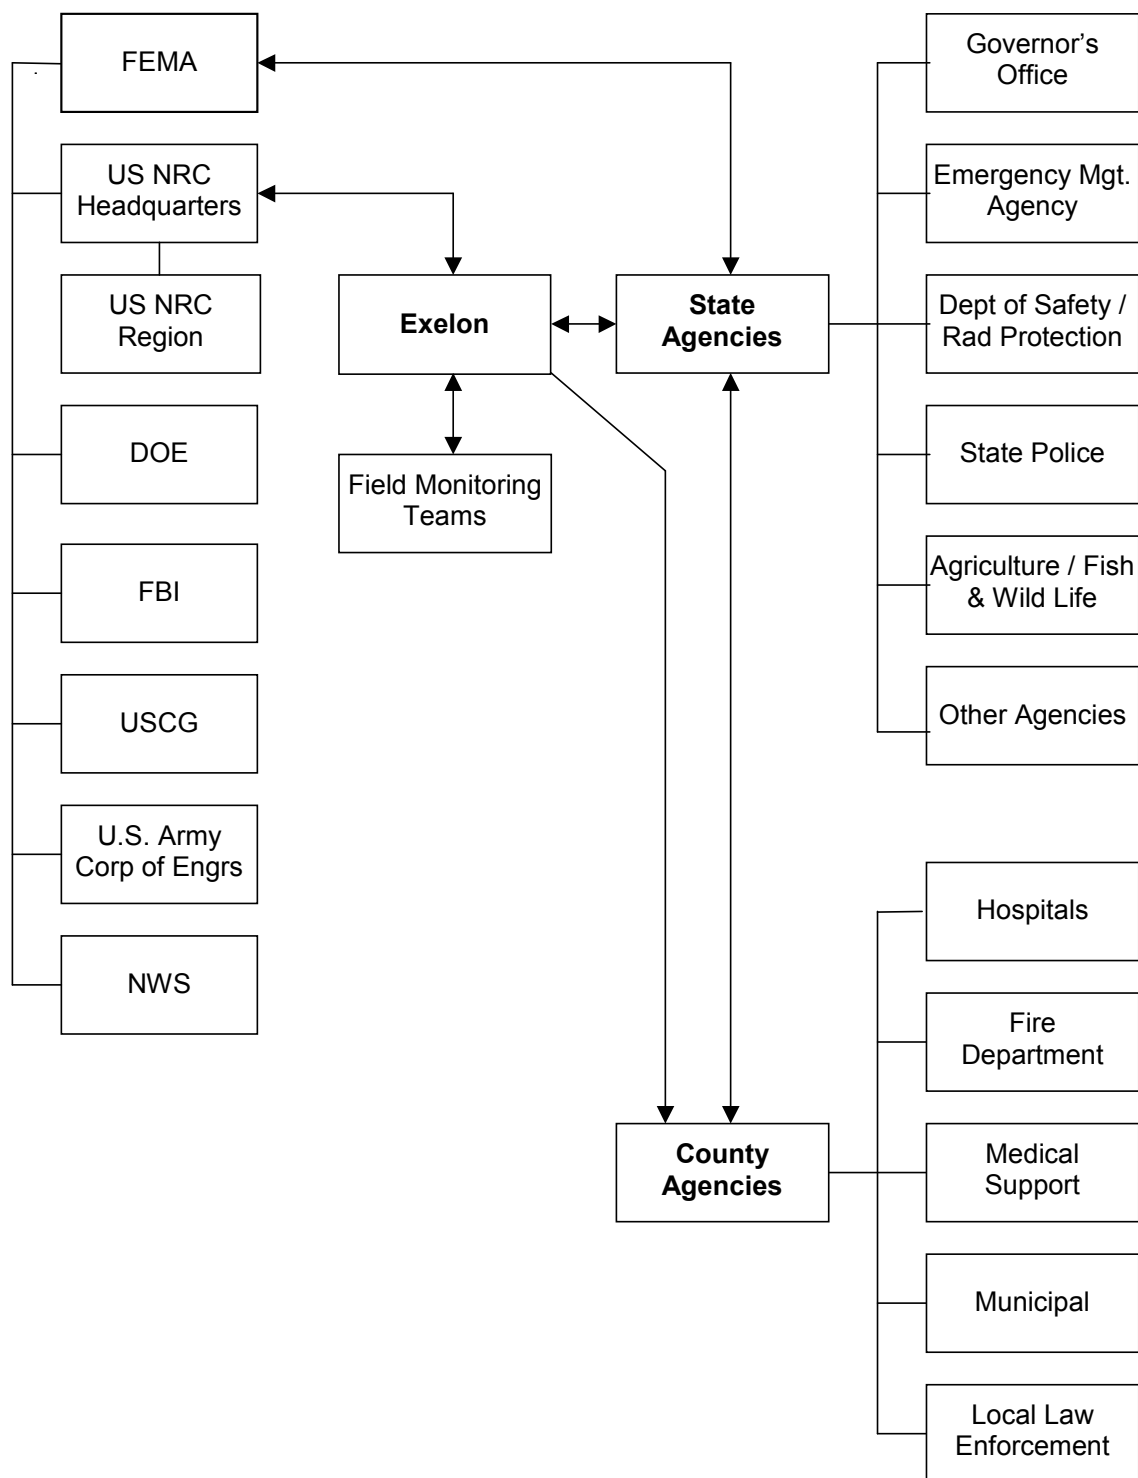 FEMA
US NRC
Headquarters
US NRC
Region
DOE
FBI
USCG
U.S. Army
Corp of Engrs
NWS
Exelon
Field Monitoring
Teams
State
Agencies
County
Agencies
Governor’s
Office
Emergency Mgt.
Agency
Dept of Safety /
Rad Protection
State Police
Agriculture / Fish
& Wild Life
Other Agencies
Hospitals
Fire
Department
Medical
Support
Municipal
Local Law
Enforcement